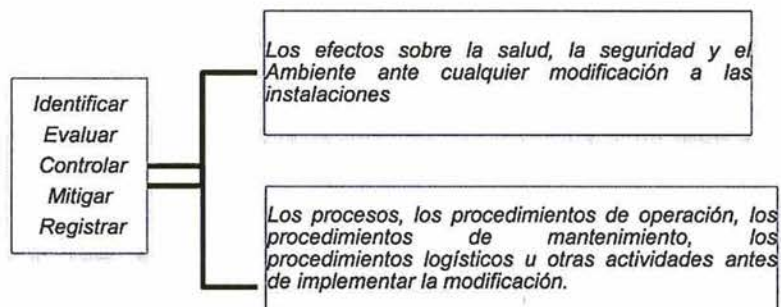 Identificar
Evaluar
Controlar
Mitigar
Registrar
Los efectos sobre la salud, la seguridad y el
Ambiente ante cualquier modificación a las
instalaciones
Los procesos, los procedimientos de operación, los
procedimientos de mantenimiento, los
procedimientos logísticos u otras actividades antes
de implementar la modificación.